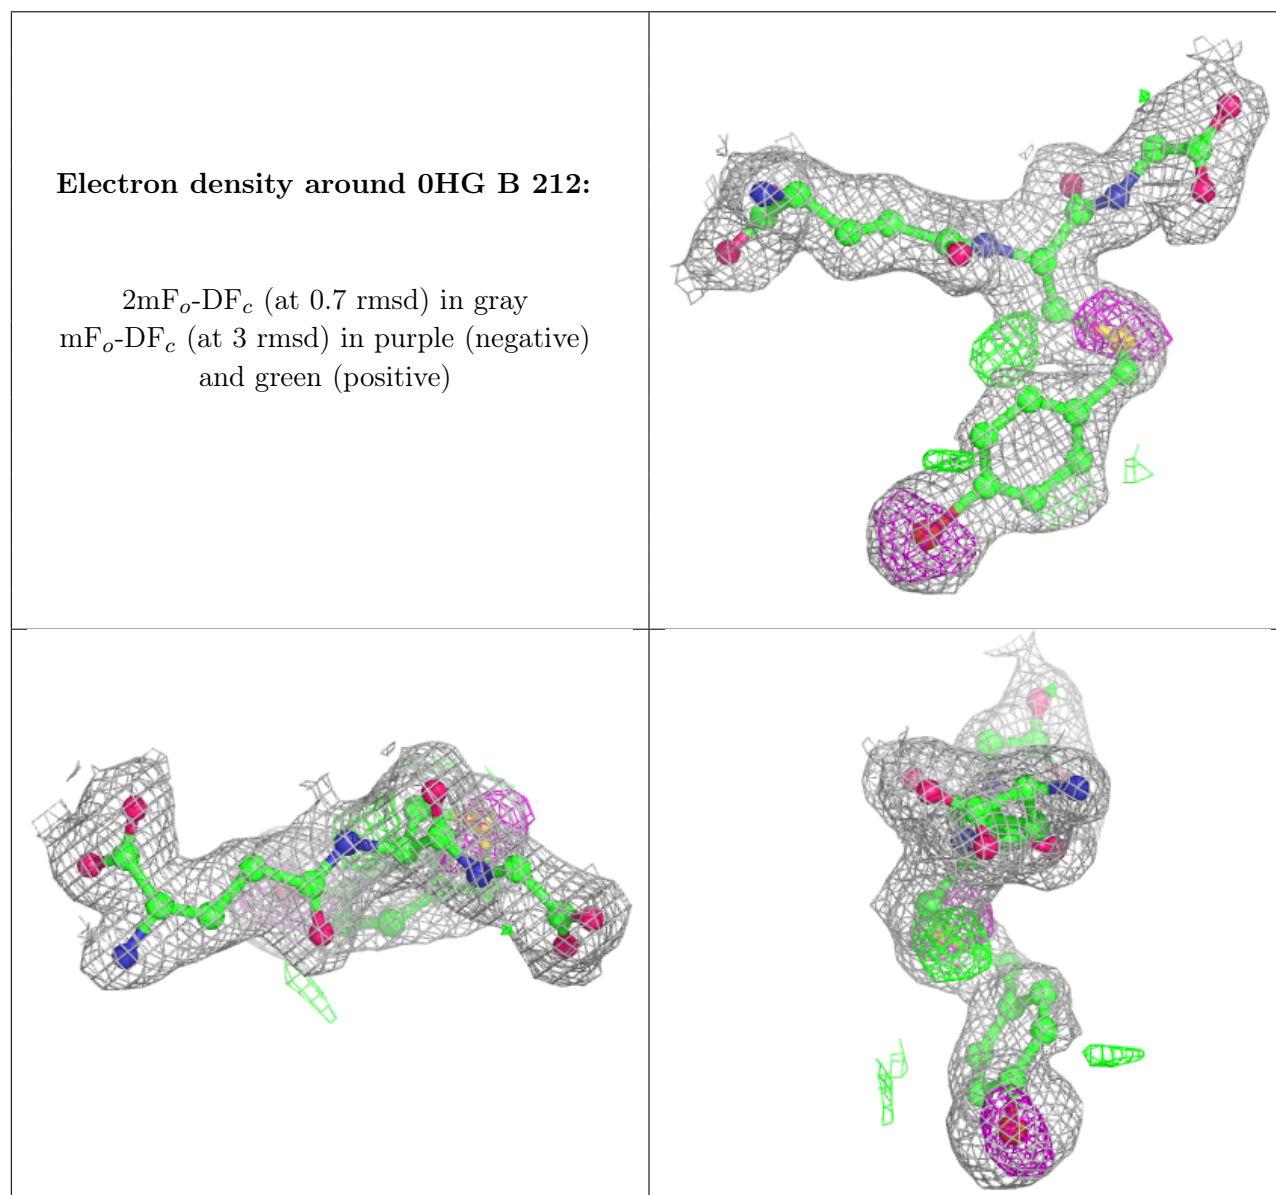 Electron density around 0HG B 212:
2mFo-DFc (at 0.7 rmsd) in gray
mFo-DFc (at 3 rmsd) in purple (negative)
and green (positive)